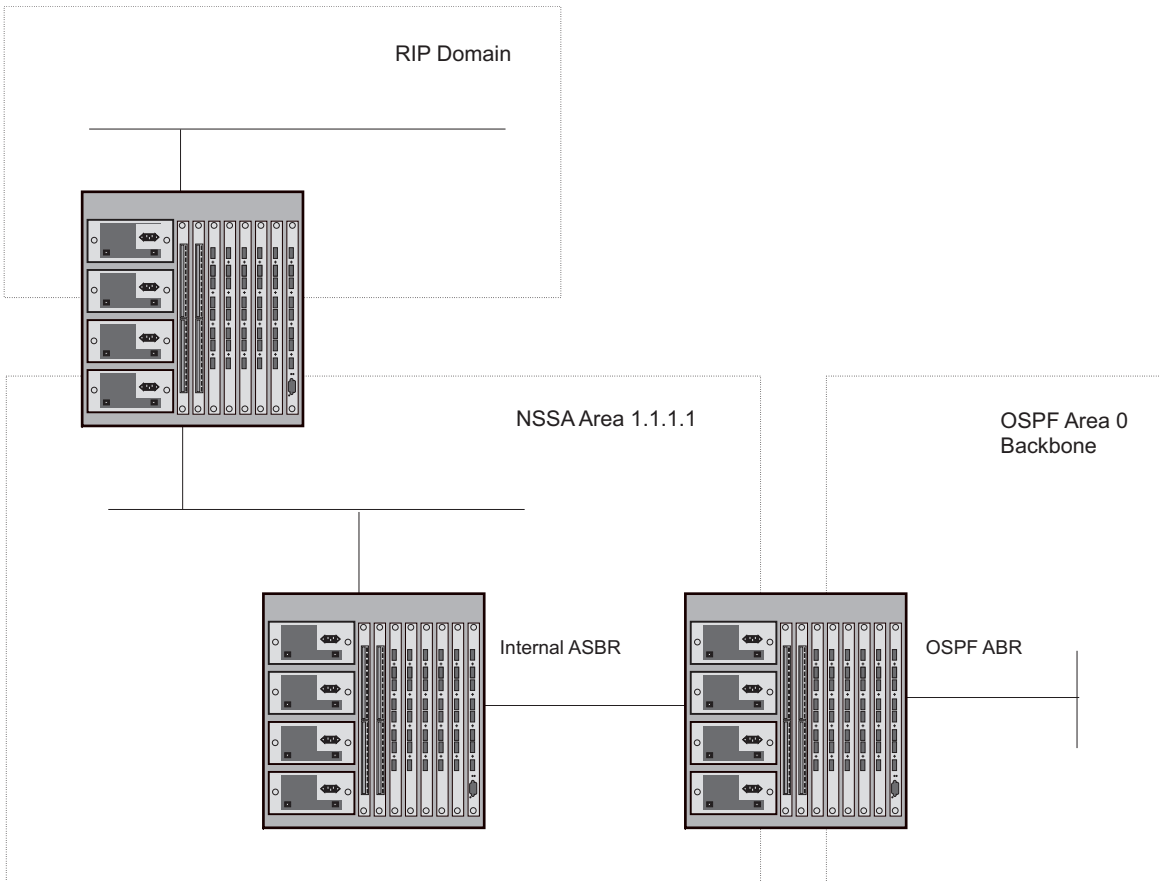 RIP Domain
NSSA Area 1.1.1.1
OSPF Area 0
Backbone
Internal ASBR
OSPF ABR